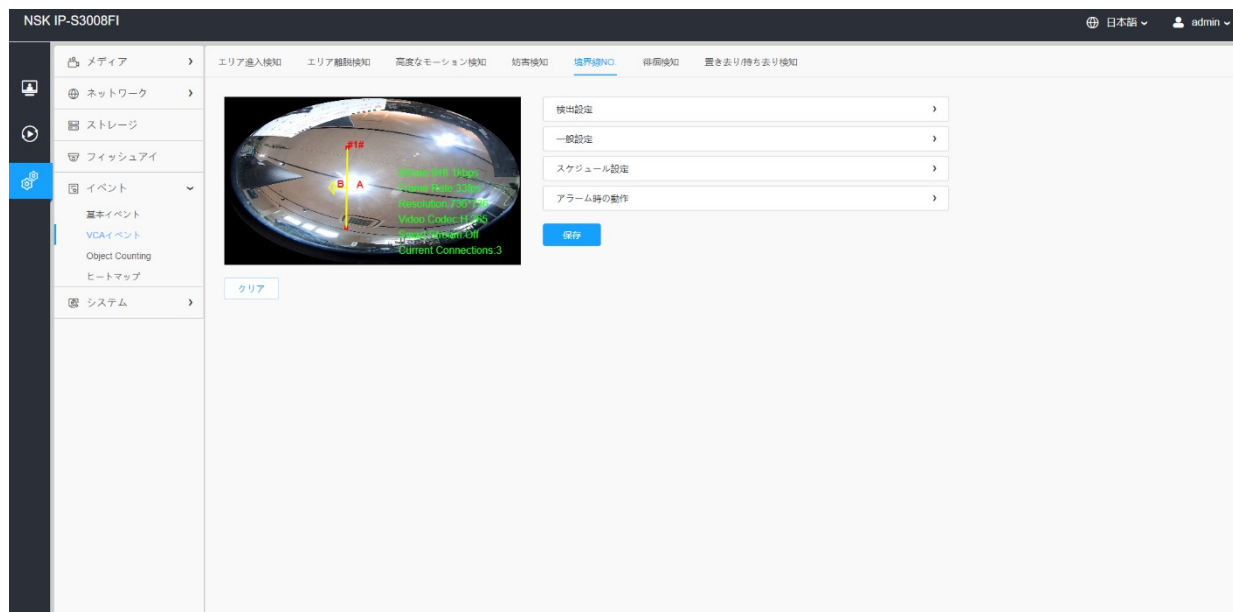 NSK IP-S3008FI
日本語
admin
メディア
ネットワーク
ストレージ
フィッシュアイ
イベント
基本イベント
VCAイベント
Object Counting
ヒートマップ
システム
エリア進入検知 エリア離脱検知 高度なモーション検知 妨害検知 境界線NO. 徘徊検知 置き去り/持ち去り検知
#1#
B A
Frame Rate:33fps
Resolution:736*736
Video Codec:H.265
Stream:Off
Current Connections:3
クリア
検出設定
一般設定
スケジュール設定
アラーム時の動作
保存